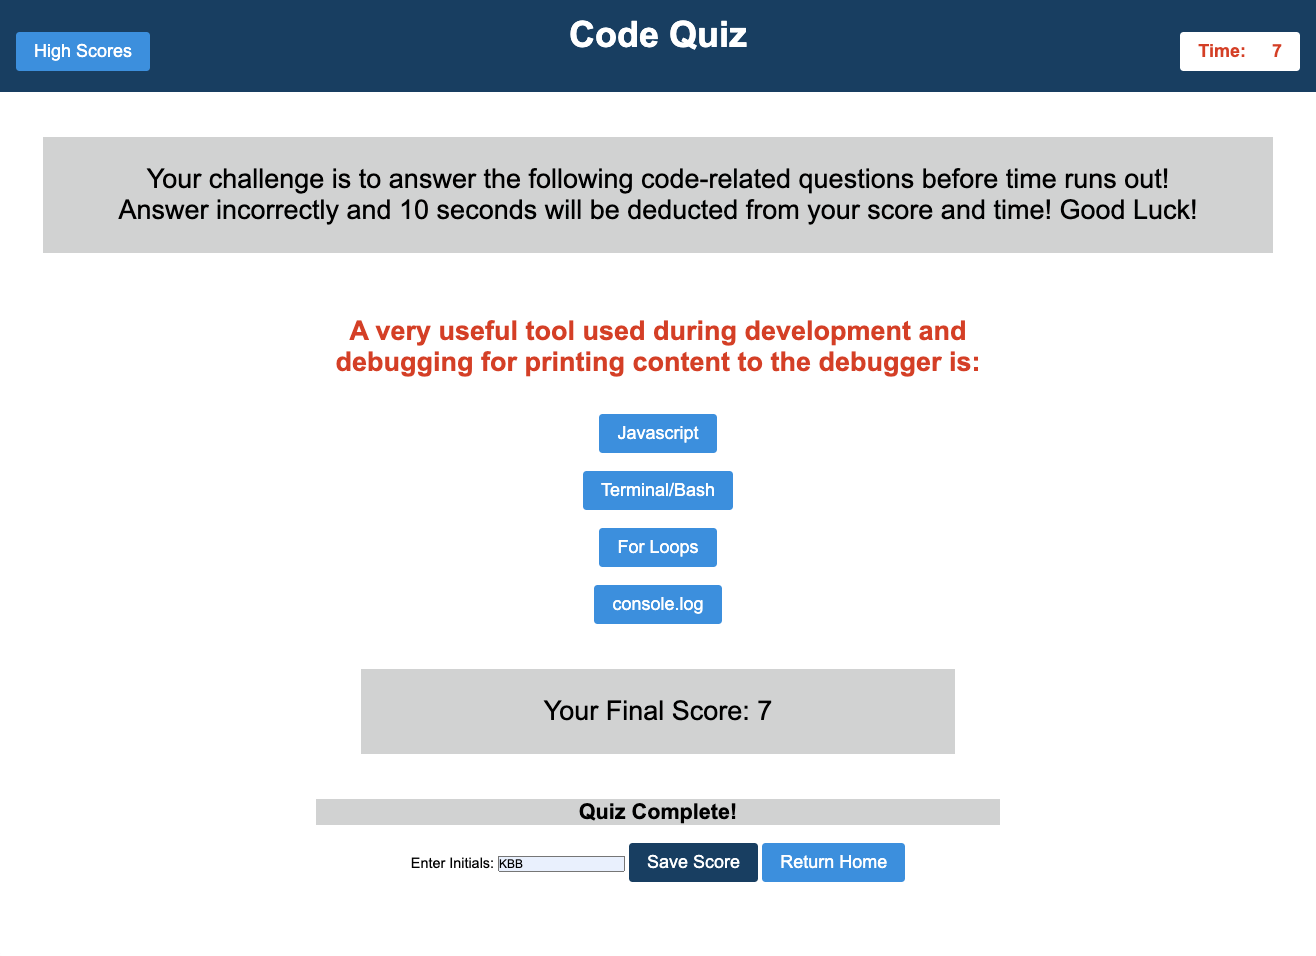 High Scores
Code Quiz
Time: 7
Your challenge is to answer the following code-related questions before time runs out!
Answer incorrectly and 10 seconds will be deducted from your score and time! Good Luck!
A very useful tool used during development and
debugging for printing content to the debugger is:
Javascript
Terminal/Bash
For Loops
console.log
Your Final Score: 7
Quiz Complete!
Enter Initials: KBB Save Score Return Home